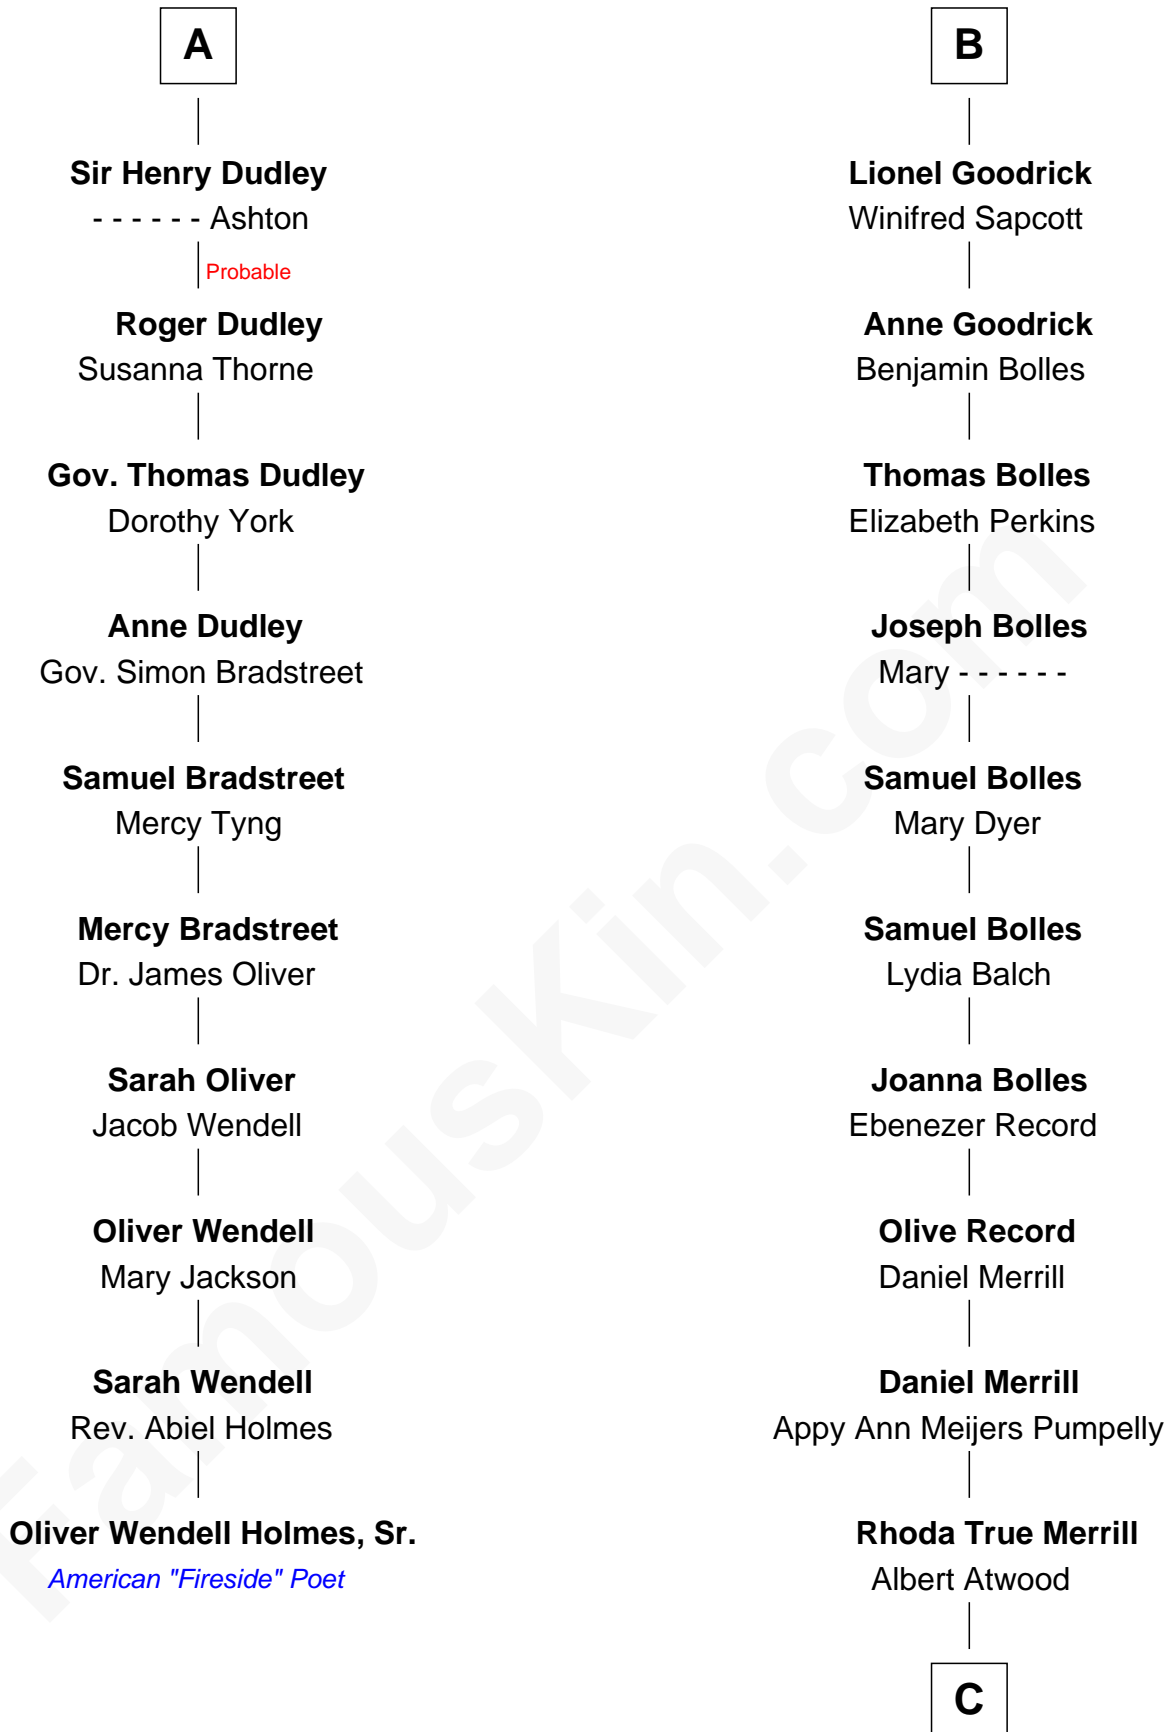 A
Sir Henry Dudley
- - - - - - Ashton
Probable
Roger Dudley
Susanna Thorne
Gov. Thomas Dudley
Dorothy York
Anne Dudley
Gov. Simon Bradstreet
Samuel Bradstreet
Mercy Tyng
Mercy Bradstreet
Dr. James Oliver
Sarah Oliver
Jacob Wendell
Oliver Wendell
Mary Jackson
Sarah Wendell
Rev. Abiel Holmes
Oliver Wendell Holmes, Sr.
American "Fireside" Poet
B
Lionel Goodrick
Winifred Sapcott
Anne Goodrick
Benjamin Bolles
Thomas Bolles
Elizabeth Perkins
Joseph Bolles
Mary - - - - - -
Samuel Bolles
Mary Dyer
Samuel Bolles
Lydia Balch
Joanna Bolles
Ebenezer Record
Olive Record
Daniel Merrill
Daniel Merrill
Appy Ann Meijers Pumpelly
Rhoda True Merrill
Albert Atwood
C
FamousKin.com